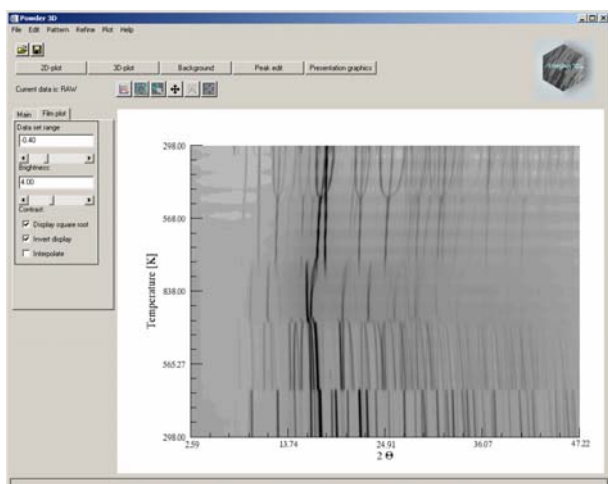 Powder 3D
File Edit Pattern Refine Plot Help
2D-plot 3D-plot Background Peak edit Presentation graphics
Current data is: RAW
Main Film plot
Data set range
-0.40
Brightness:
4.00
Contrast:
Display square root
Invert display
Interpolate
298.00
568.00
838.00
565.27
298.00
Temperature [K]
2.59 13.74 24.91 36.07 47.22
2 Θ